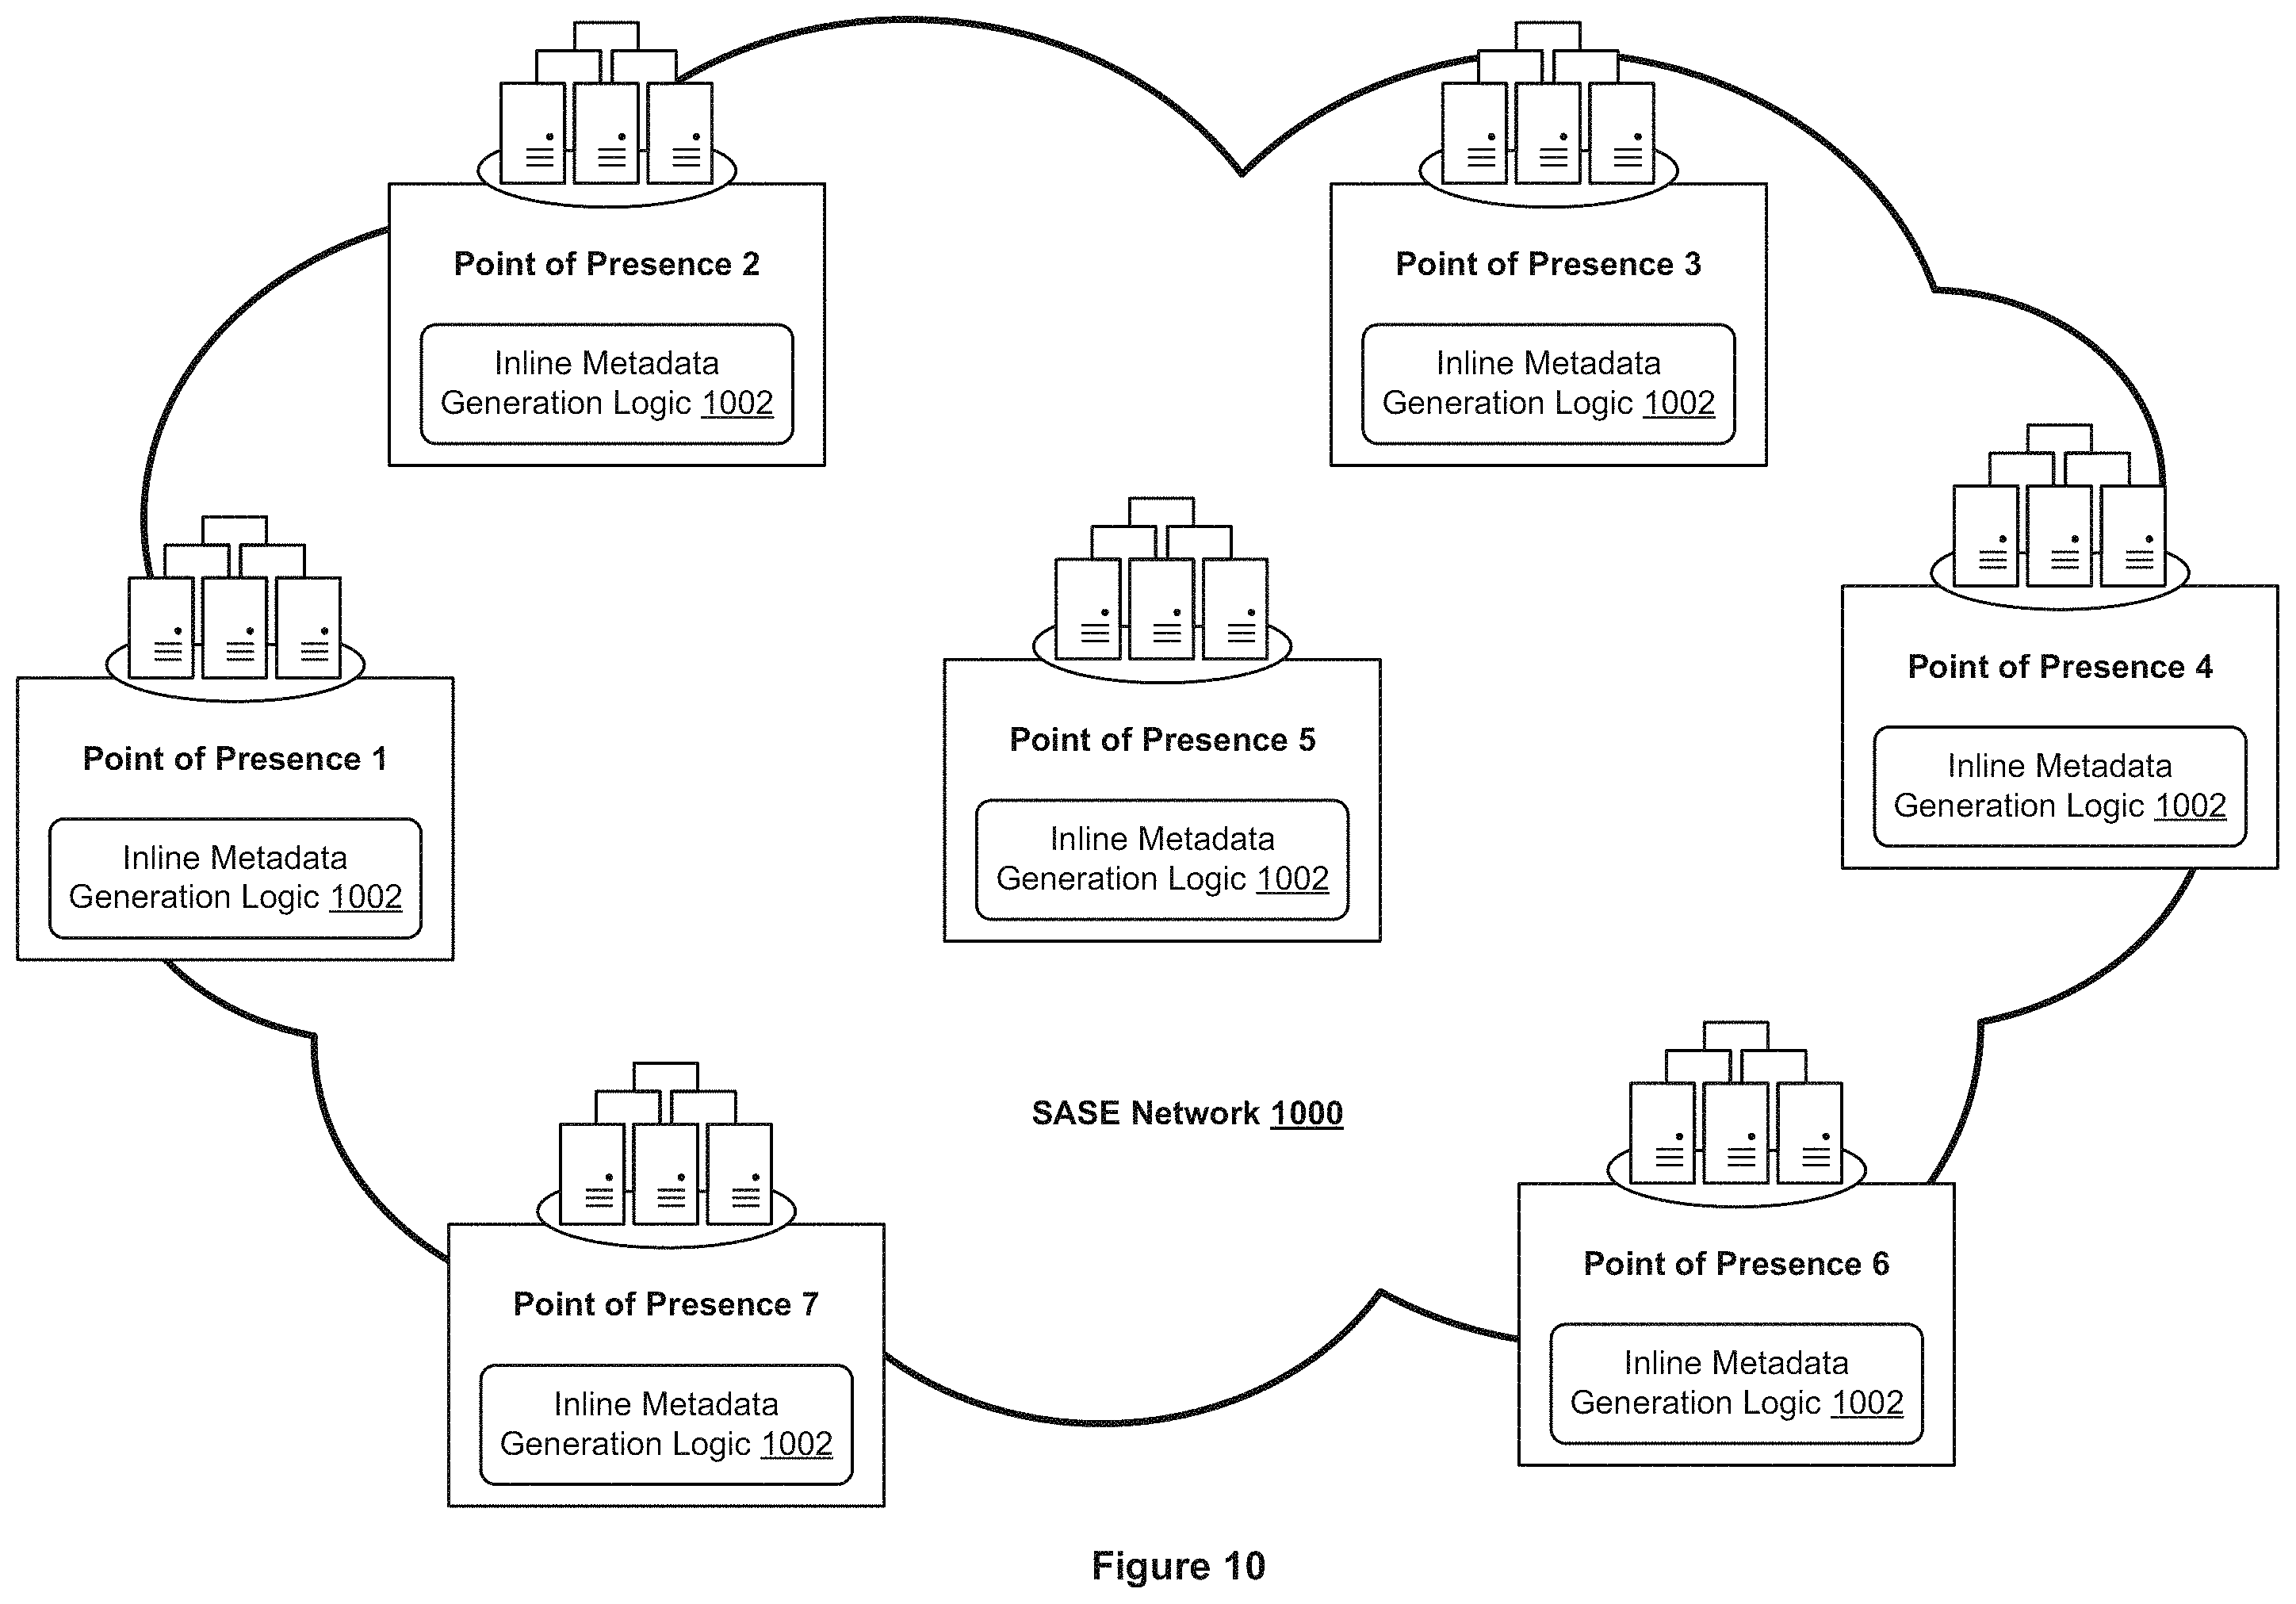 Point of Presence 2
Inline Metadata
Generation Logic 1002
Point of Presence 3
Inline Metadata
Generation Logic 1002
Point of Presence 4
Inline Metadata
Generation Logic 1002
Point of Presence 1
Inline Metadata
Generation Logic 1002
Point of Presence 5
Inline Metadata
Generation Logic 1002
SASE Network 1000
Point of Presence 6
Inline Metadata
Generation Logic 1002
Point of Presence 7
Inline Metadata
Generation Logic 1002
Figure 10